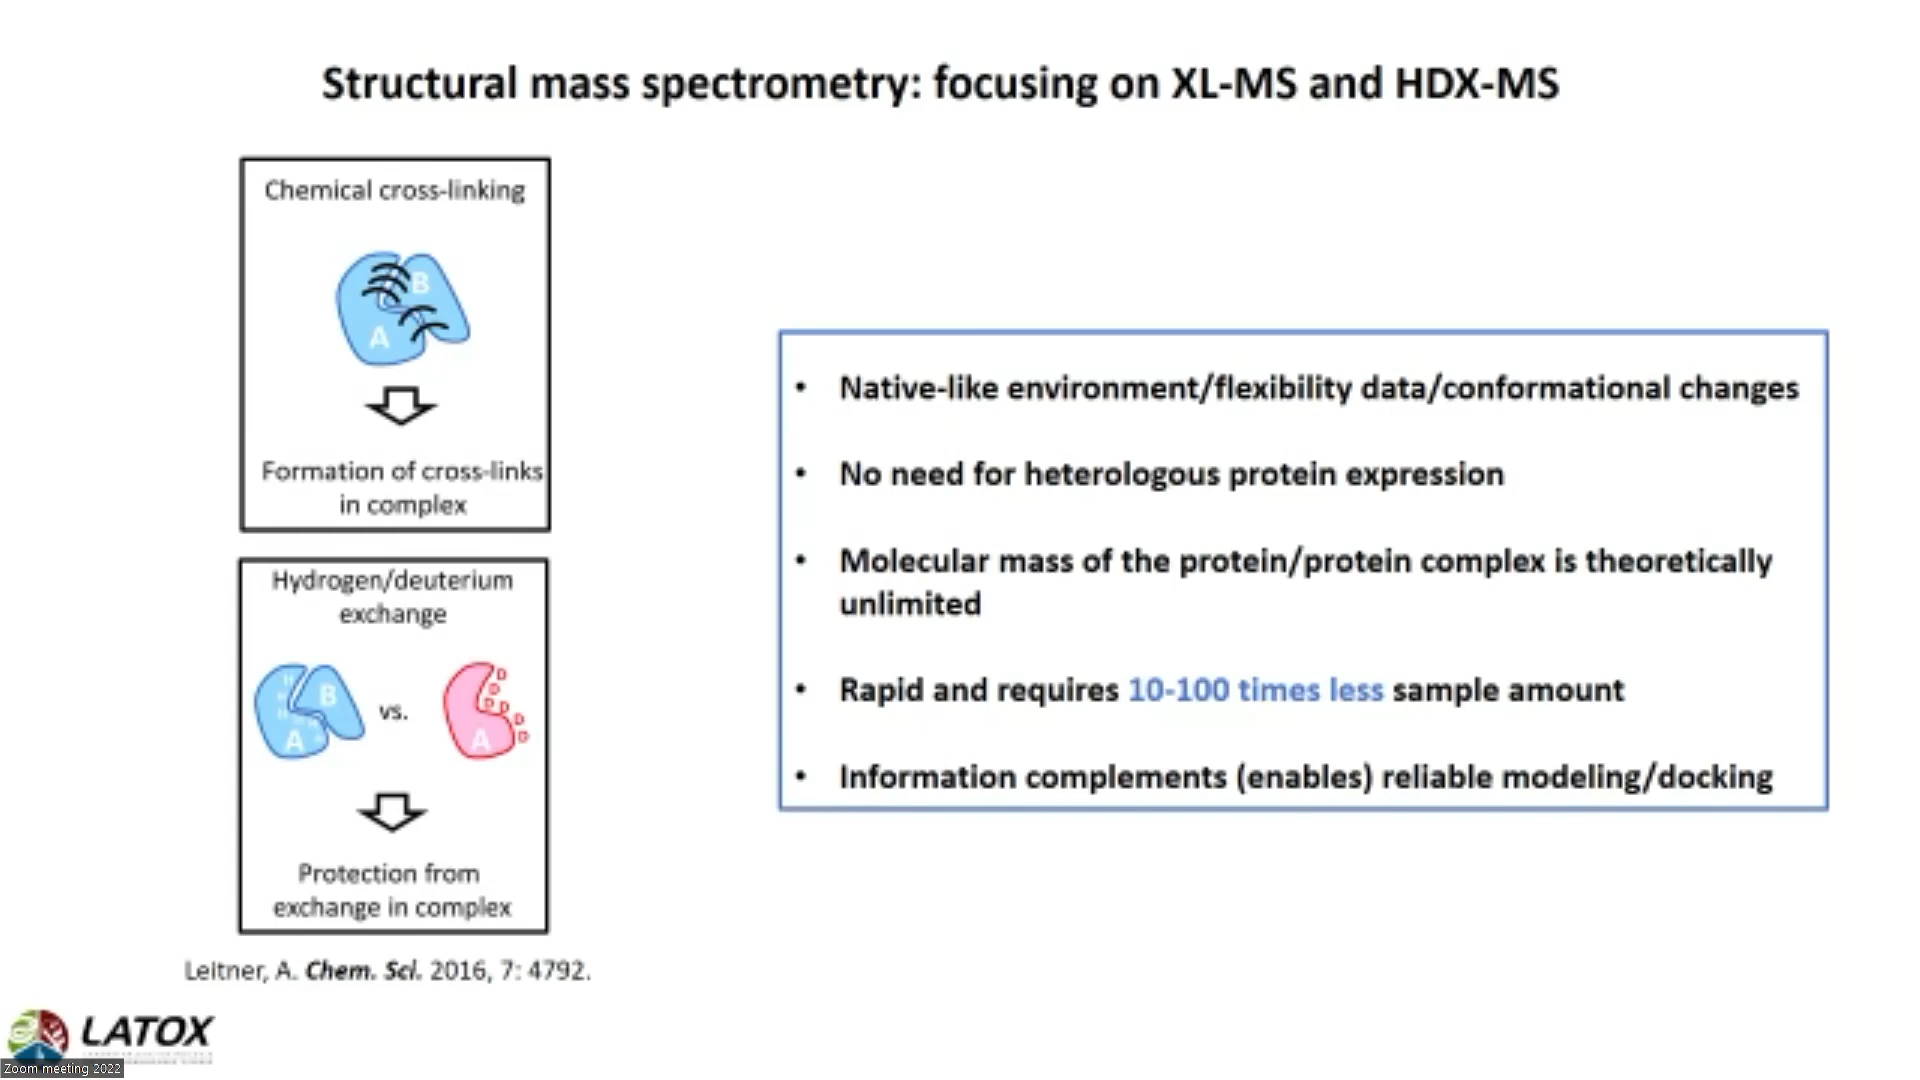 Structural mass spectrometry: focusing on XL-MS and HDX-MS
Chemical cross-linking
B
A
Formation of cross-links
in complex
Hydrogen/deuterium
exchange
H
H
H
B
A
vs.
D
D
D D
D
D
A
Protection from
exchange in complex
Leitner, A. Chem. Sci. 2016, 7: 4792.
• Native-like environment/flexibility data/conformational changes
• No need for heterologous protein expression
• Molecular mass of the protein/protein complex is theoretically
unlimited
• Rapid and requires 10-100 times less sample amount
• Information complements (enables) reliable modeling/docking
LATOX
Zoom meeting 2022